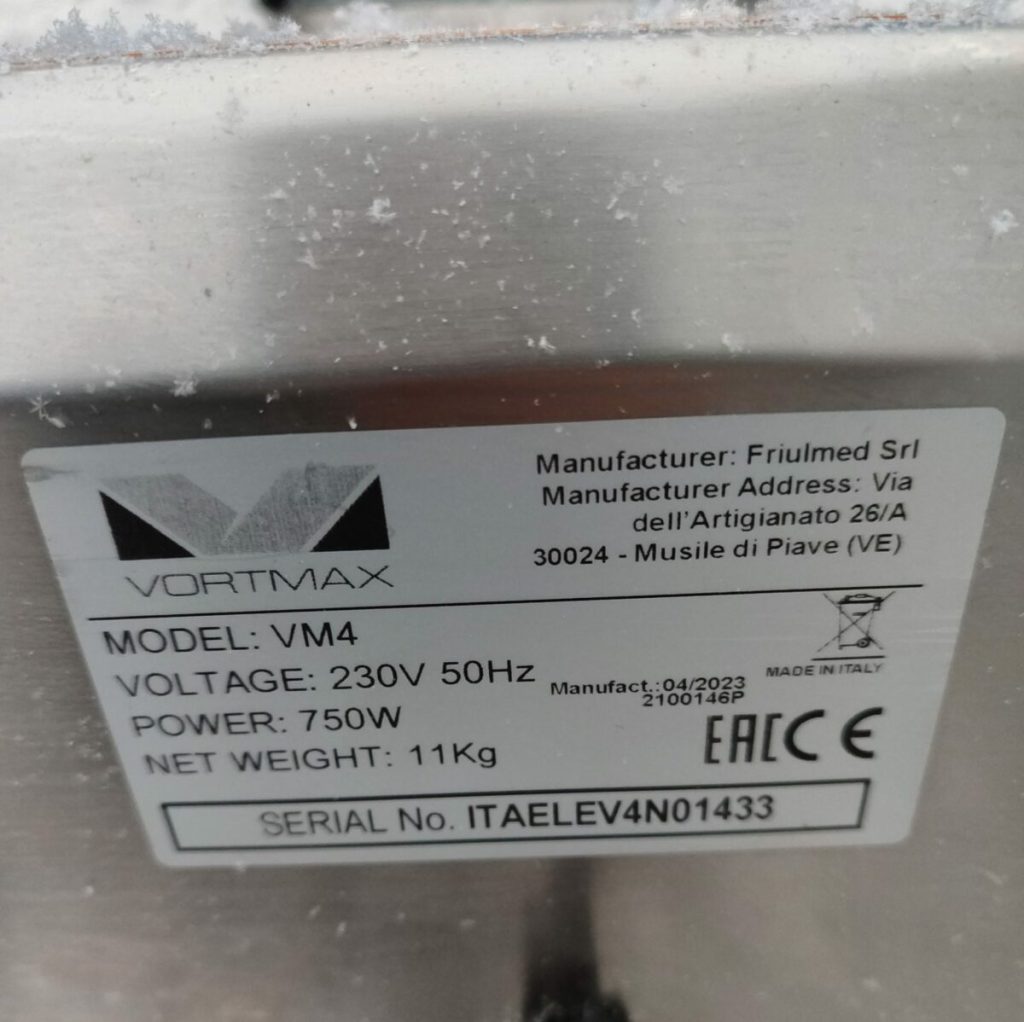 VORTMAX
Manufacturer: Friulmed Srl
Manufacturer Address: Via
dell'Artigianato 26/A
30024 - Musile di Piave (VE)
MODEL: VM4
VOLTAGE: 230V 50Hz
POWER: 750W
NET WEIGHT: 11Kg
Manufact.:04/2023
2100146P
MADE IN ITALY
EAC CE
SERIAL No. ITAELEV4N01433